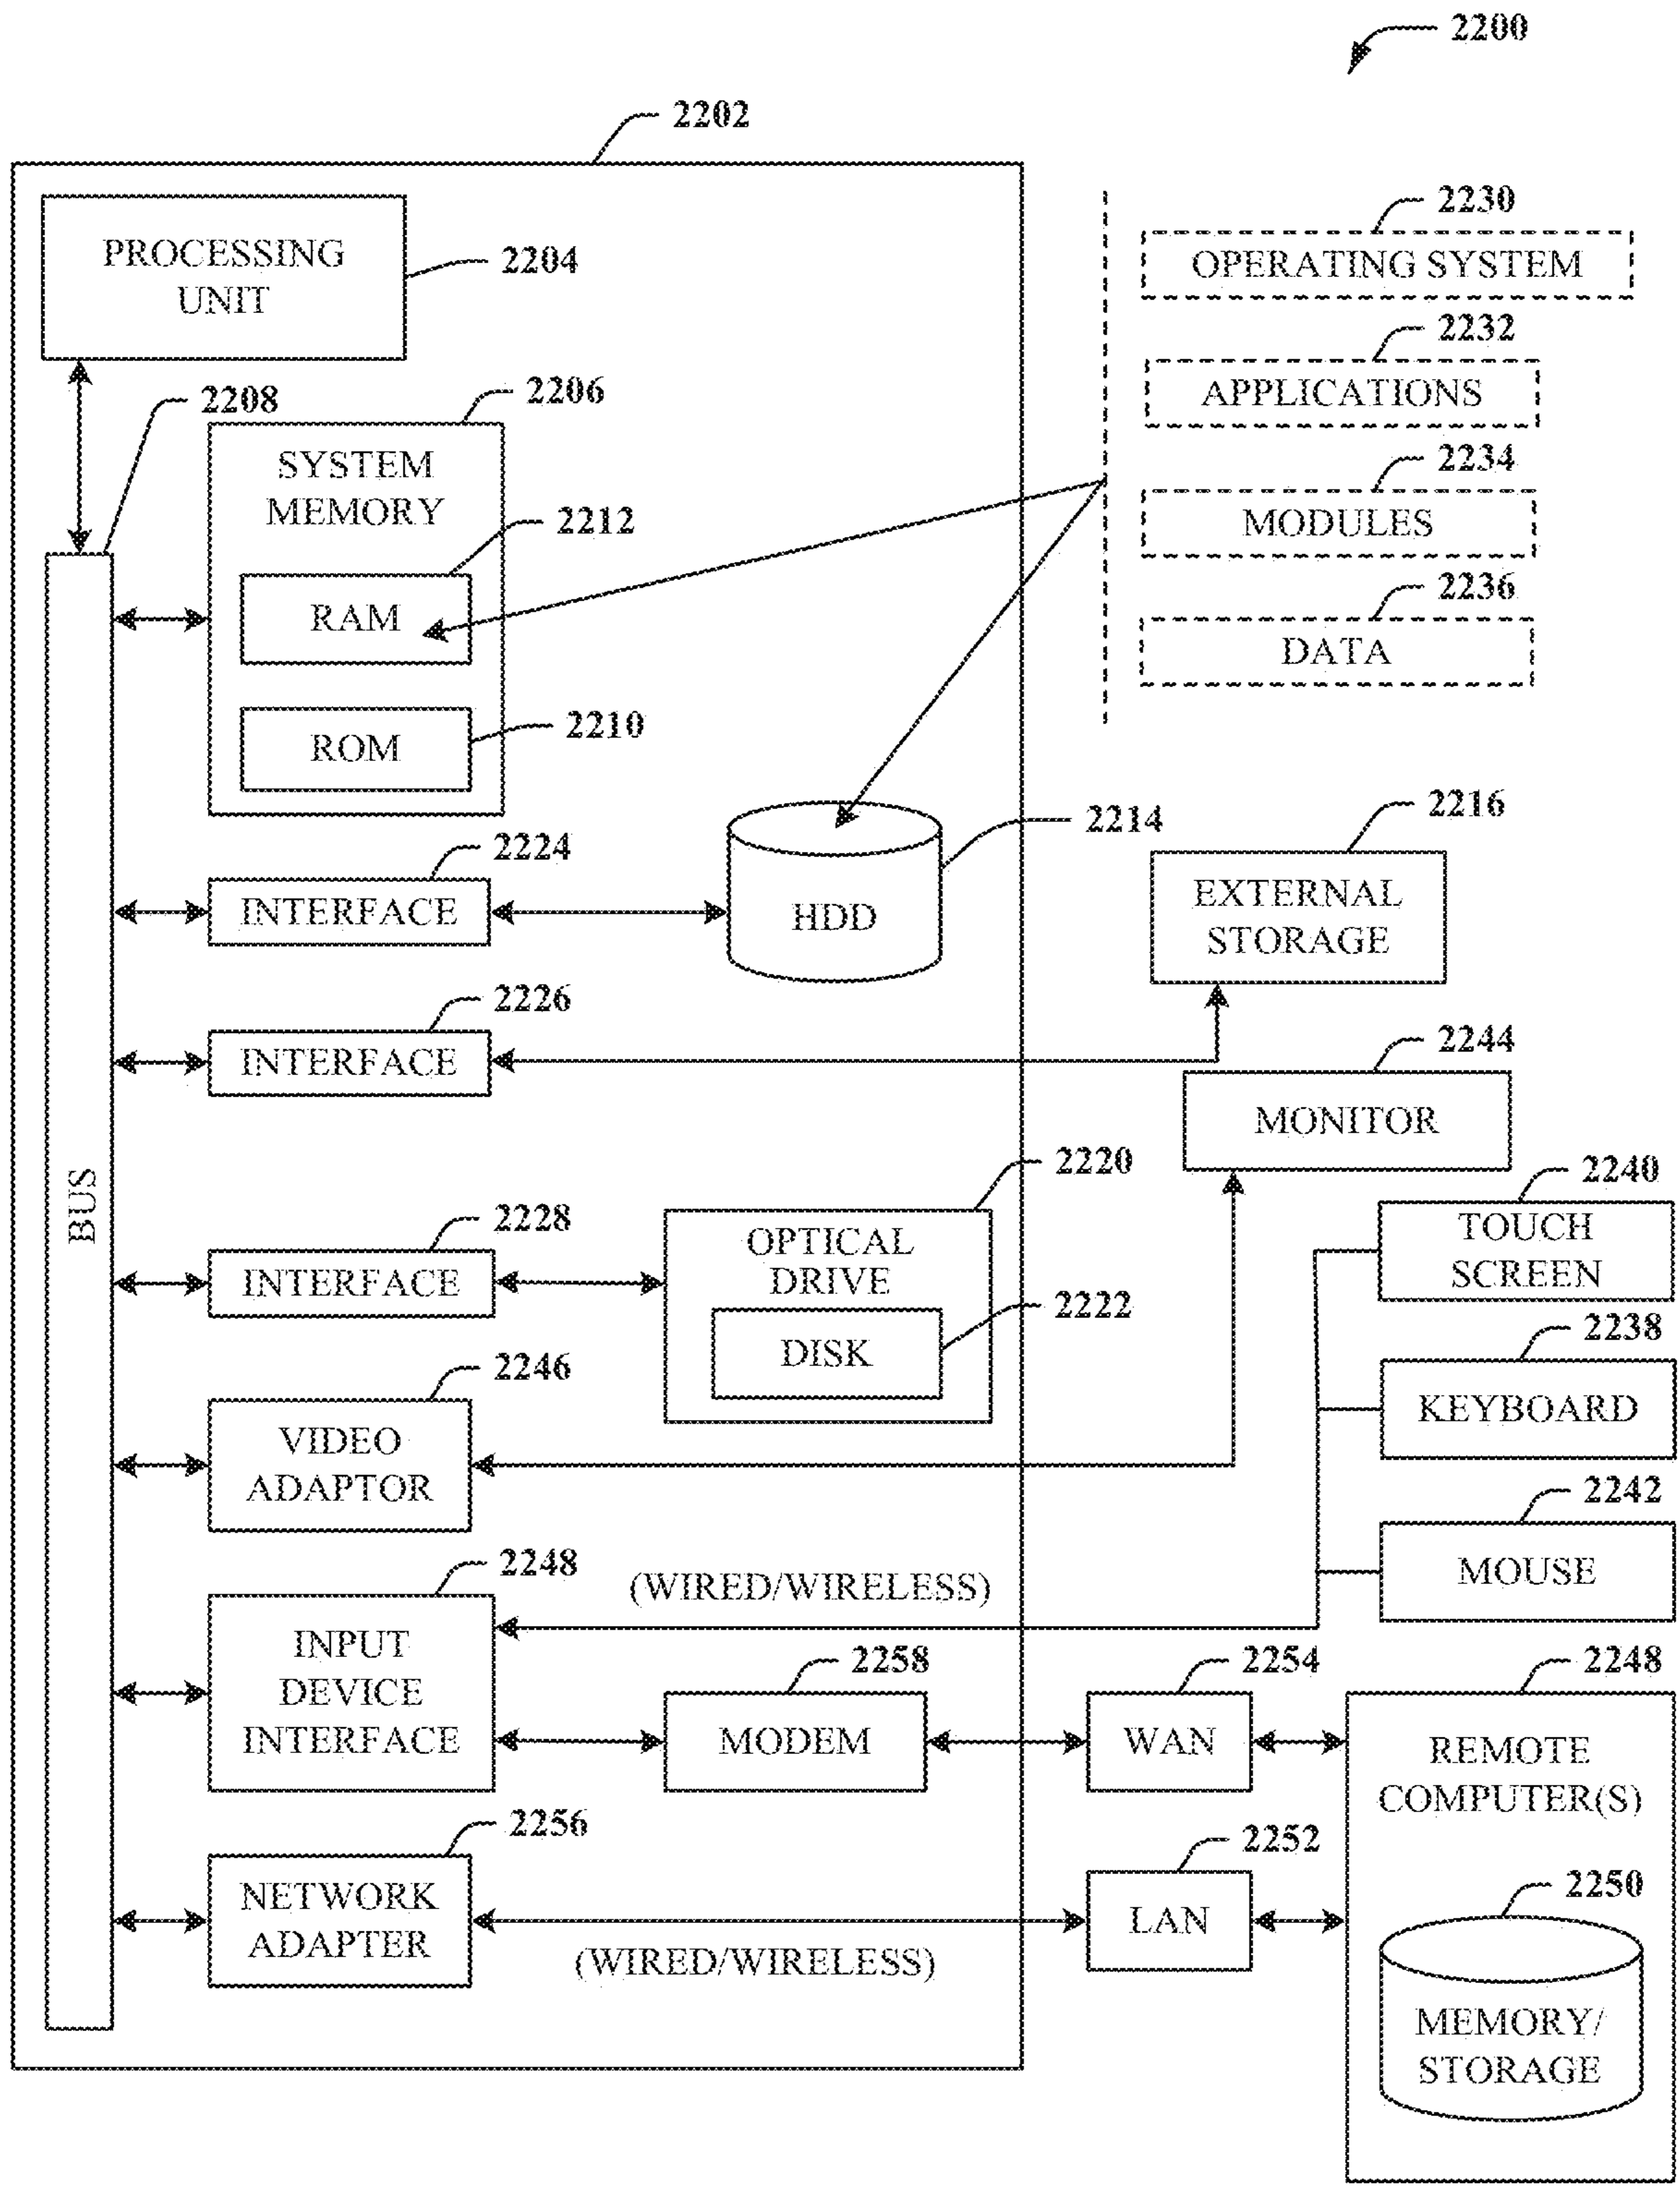 2200
2202
PROCESSING
UNIT
2204
2208
2206
SYSTEM
MEMORY
2212
RAM
2210
ROM
2230
OPERATING SYSTEM
2232
APPLICATIONS
2234
MODULES
2236
DATA
2224
INTERFACE
2214
HDD
2216
EXTERNAL
STORAGE
2226
INTERFACE
2244
MONITOR
BUS
2228
INTERFACE
2220
OPTICAL
DRIVE
2222
DISK
2240
TOUCH
SCREEN
2238
KEYBOARD
2246
VIDEO
ADAPTOR
2242
MOUSE
2248
(WIRED/WIRELESS)
INPUT
DEVICE
INTERFACE
2258
MODEM
2254
WAN
2248
REMOTE
COMPUTER(S)
2256
NETWORK
ADAPTER
(WIRED/WIRELESS)
2252
LAN
2250
MEMORY/
STORAGE